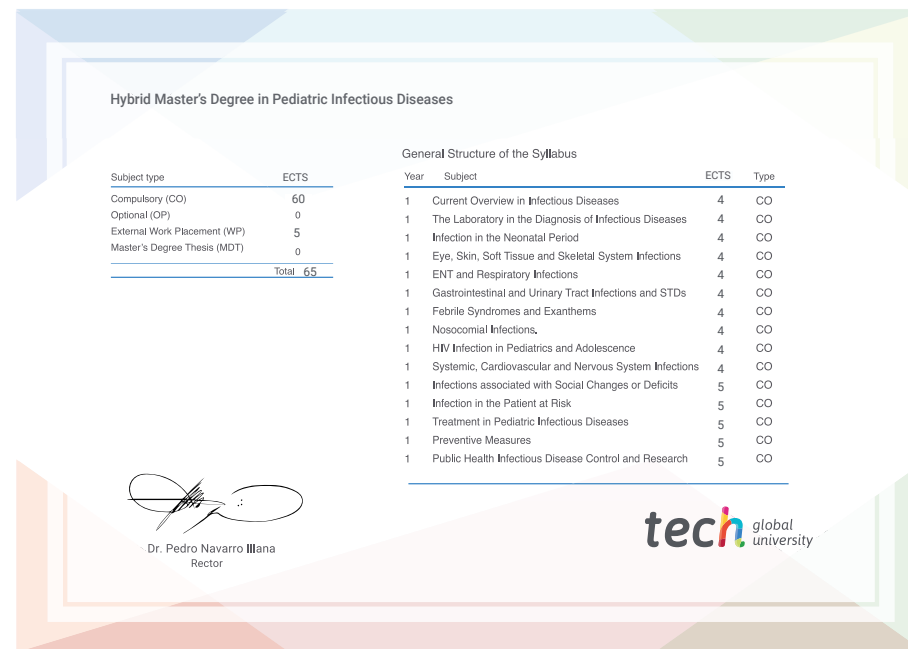 Hybrid Master's Degree in Pediatric Infectious Diseases
Subject type ECTS
Compulsory (CO) 60
Optional (OP) 0
External Work Placement (WP) 5
Master's Degree Thesis (MDT) 0
Total 65
General Structure of the Syllabus
Year Subject ECTS Type
1 Current Overview in Infectious Diseases 4 CO
1 The Laboratory in the Diagnosis of Infectious Diseases 4 CO
1 Infection in the Neonatal Period 4 CO
1 Eye, Skin, Soft Tissue and Skeletal System Infections 4 CO
1 ENT and Respiratory Infections 4 CO
1 Gastrointestinal and Urinary Tract Infections and STDs 4 CO
1 Febrile Syndromes and Exanthems 4 CO
1 Nosocomial Infections. 4 CO
1 HIV Infection in Pediatrics and Adolescence 4 CO
1 Systemic, Cardiovascular and Nervous System Infections 4 CO
1 Infections associated with Social Changes or Deficits 5 CO
1 Infection in the Patient at Risk 5 CO
1 Treatment in Pediatric Infectious Diseases 5 CO
1 Preventive Measures 5 CO
1 Public Health Infectious Disease Control and Research 5 CO
Dr. Pedro Navarro Illana
Rector
tech global
university